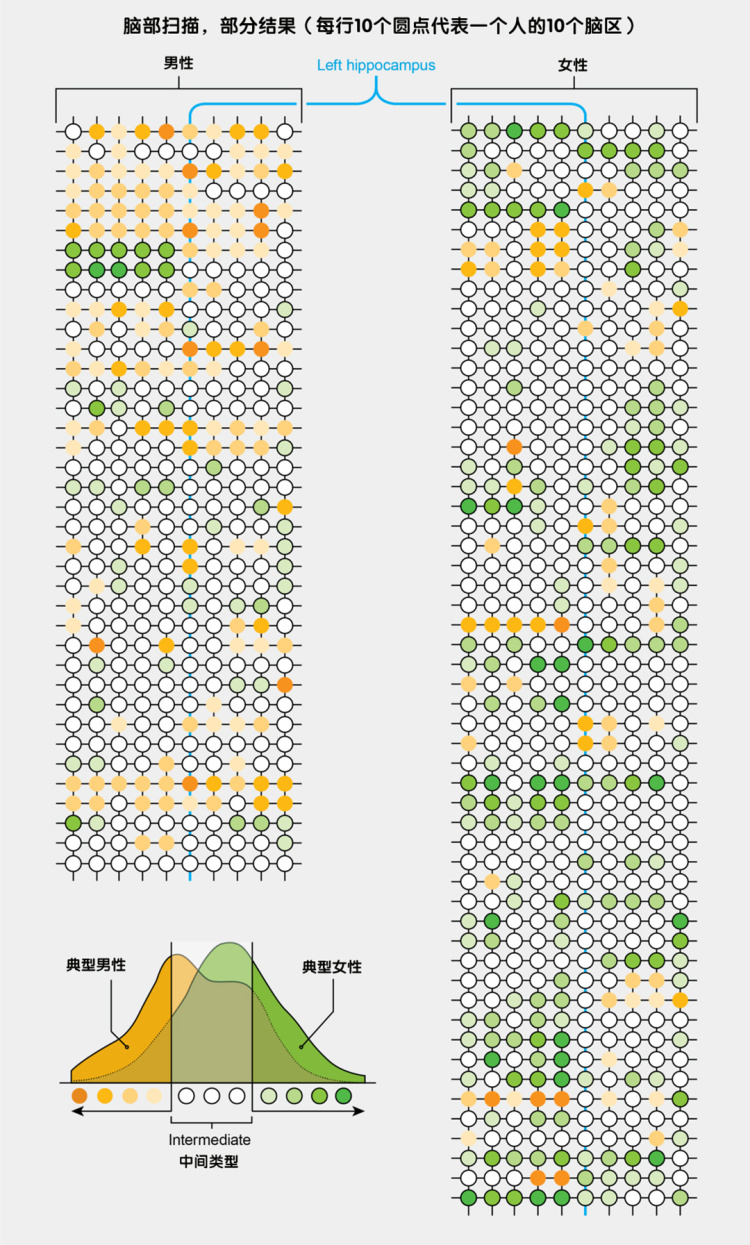 脑部扫描，部分结果（每行10个圆点代表一个人的10个脑区）
男性
Left hippocampus
女性
典型男性
典型女性
Intermediate
中间类型